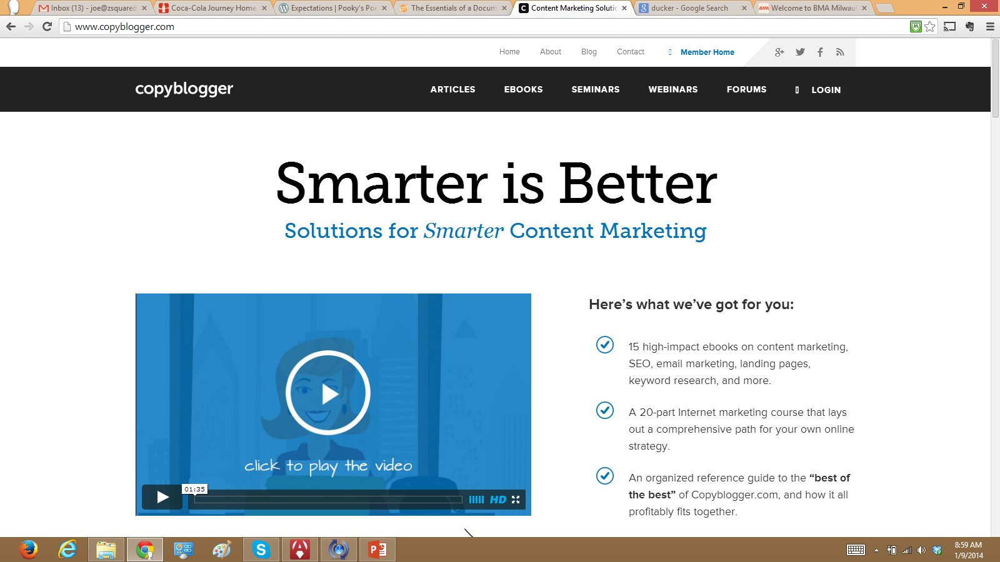 Inbox (13) - joe@zsquared
Coca-Cola Journey Home
Expectations | Pooky's Poe
The Essentials of a Docum
Content Marketing Soluti
ducker - Google Search
Welcome to BMA Milwau
www.copyblogger.com
Home About Blog Contact Member Home
copyblogger
ARTICLES EBOOKS SEMINARS WEBINARS FORUMS LOGIN
Smarter is Better
Solutions for Smarter Content Marketing
click to play the video
01:35
HD
Here's what we've got for you:
15 high-impact ebooks on content marketing,
SEO, email marketing, landing pages,
keyword research, and more.
A 20-part Internet marketing course that lays
out a comprehensive path for your own online
strategy.
An organized reference guide to the “best of
the best” of Copyblogger.com, and how it all
profitably fits together.
8:59 AM
1/9/2014